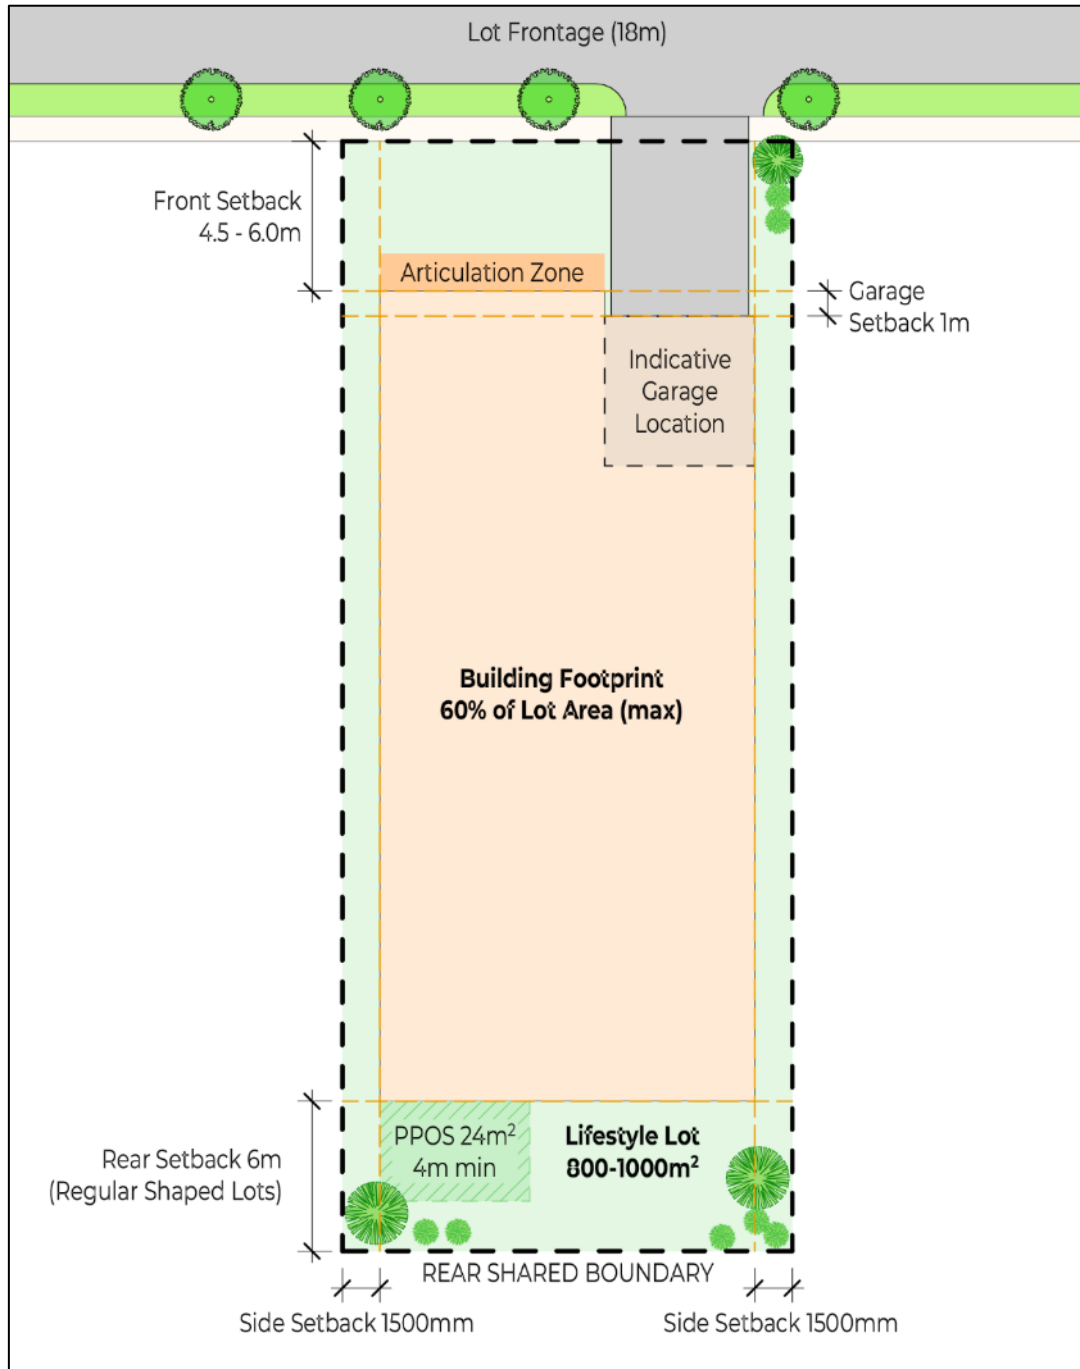 Lot Frontage (18m)
Front Setback
4.5 - 6.0m
Articulation Zone
Garage
Setback 1m
Indicative
Garage
Location
Building Footprint
60% of Lot Area (max)
PPOS 24m²
4m min
Lifestyle Lot
800-1000m²
Rear Setback 6m
(Regular Shaped Lots)
REAR SHARED BOUNDARY
Side Setback 1500mm
Side Setback 1500mm